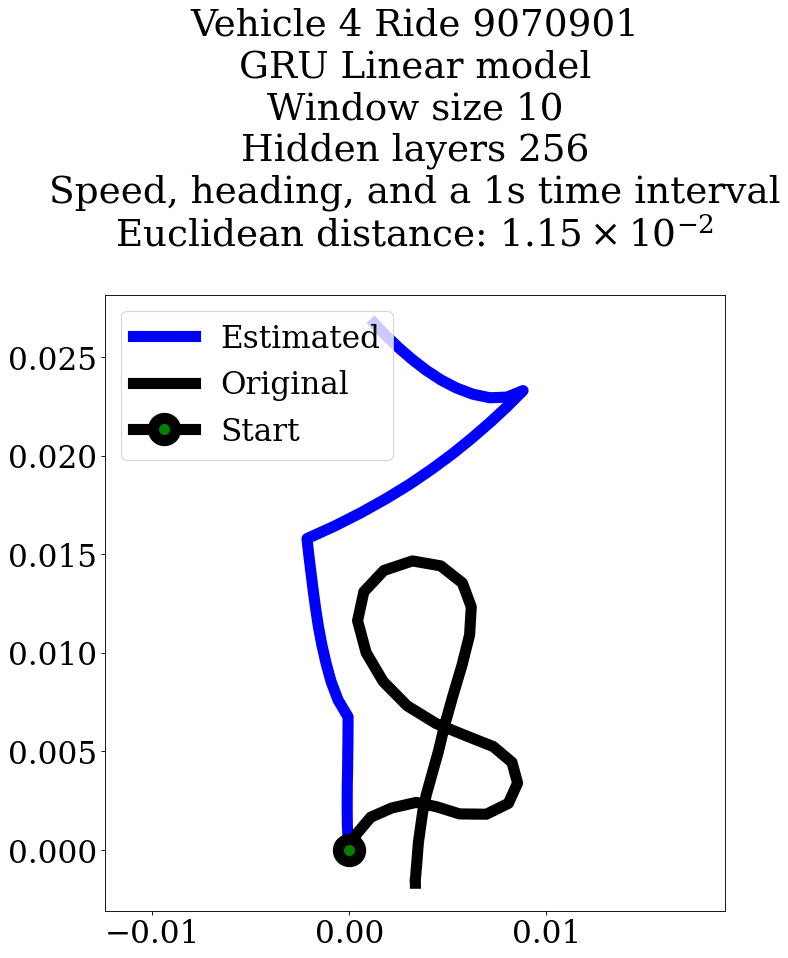 Vehicle 4 Ride 9070901
GRU Linear model
Window size 10
Hidden layers 256
Speed, heading, and a 1s time interval
Euclidean distance: 1.15 × 10⁻²
Estimated
Original
Start
0.025
0.020
0.015
0.010
0.005
0.000
−0.01 0.00 0.01